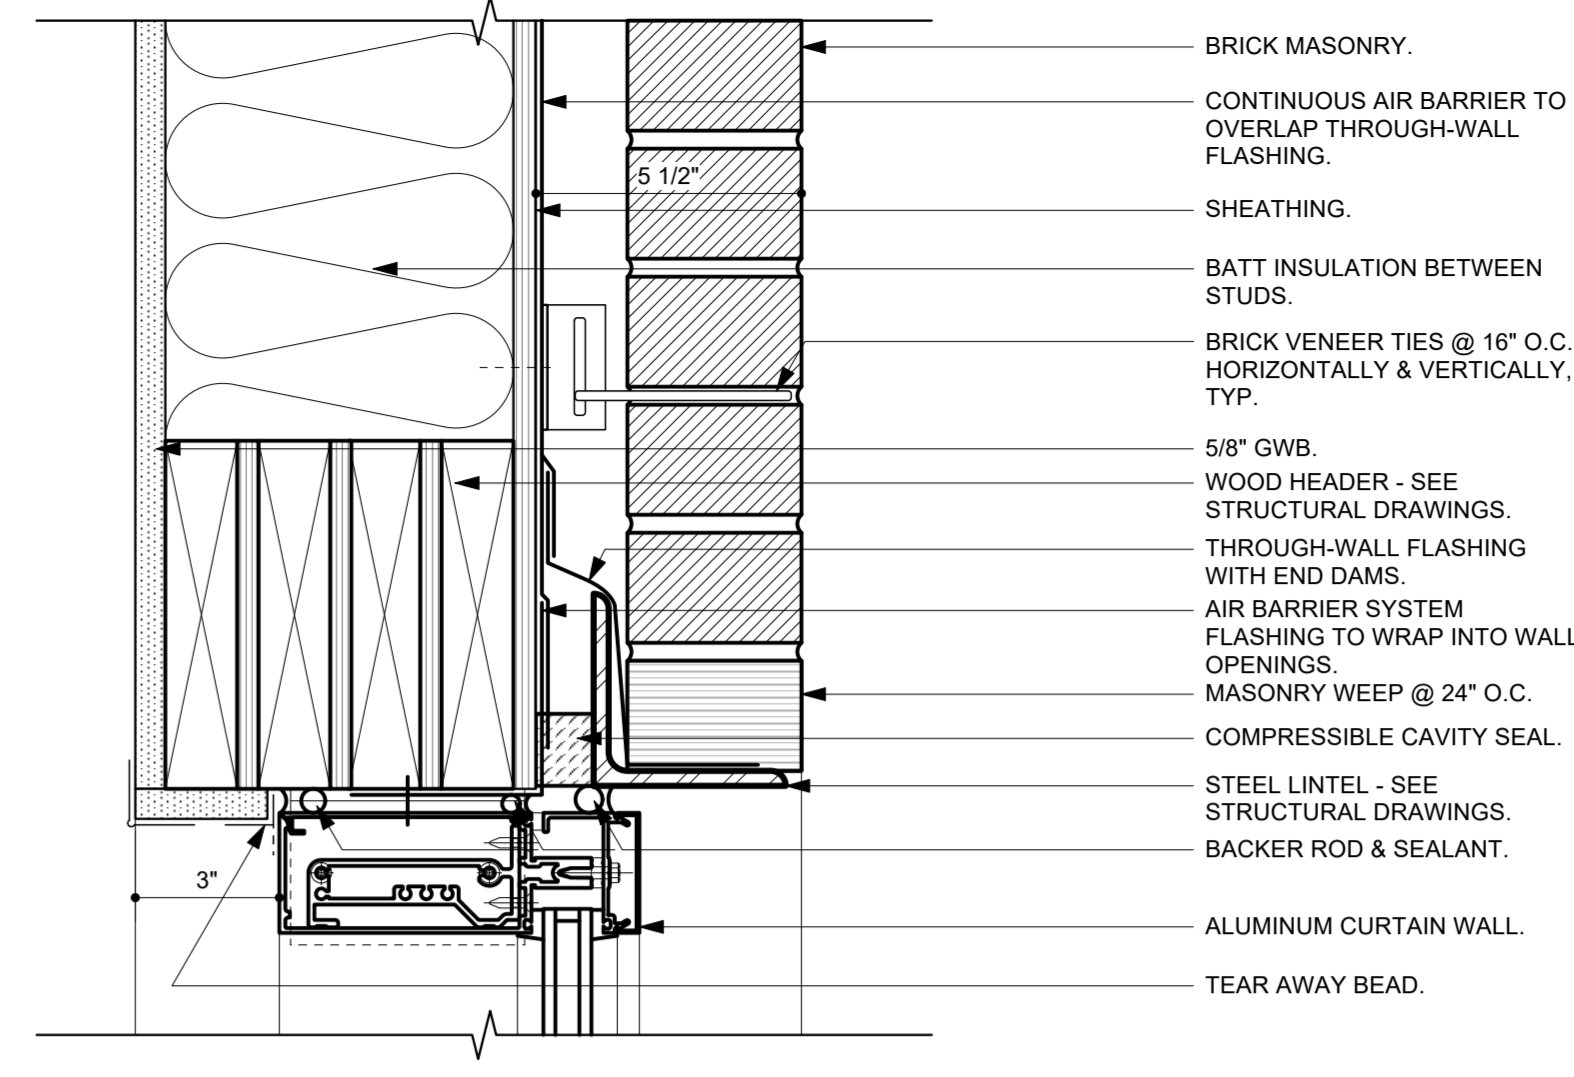 BRICK MASONRY.
CONTINUOUS AIR BARRIER TO
OVERLAP THROUGH-WALL
FLASHING.
5 1/2"
SHEATHING.
BATT INSULATION BETWEEN
STUDS.
BRICK VENEER TIES @ 16" O.C.
HORIZONTALLY & VERTICALLY,
TYP.
5/8" GWB.
WOOD HEADER - SEE
STRUCTURAL DRAWINGS.
THROUGH-WALL FLASHING
WITH END DAMS.
AIR BARRIER SYSTEM
FLASHING TO WRAP INTO WALL
OPENINGS.
MASONRY WEEP @ 24" O.C.
COMPRESSIBLE CAVITY SEAL.
STEEL LINTEL - SEE
STRUCTURAL DRAWINGS.
BACKER ROD & SEALANT.
3"
ALUMINUM CURTAIN WALL.
TEAR AWAY BEAD.